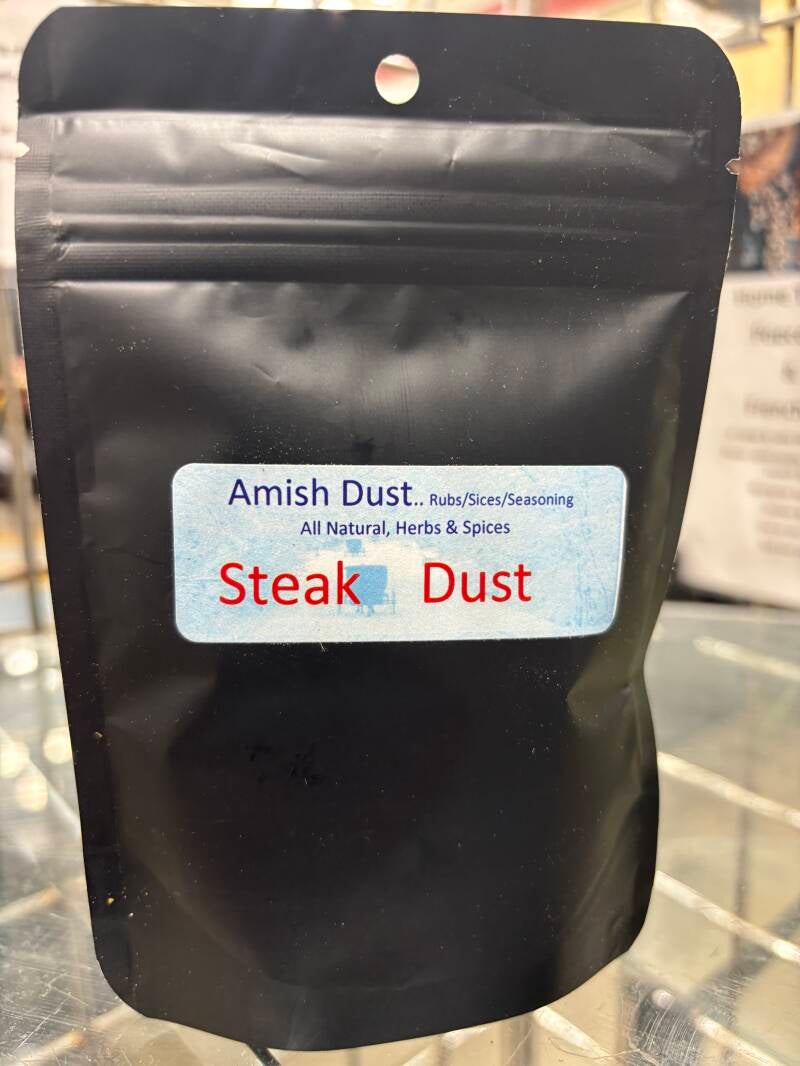 Amish Dust.. Rubs/Sices/Seasoning
All Natural, Herbs & Spices
Steak Dust